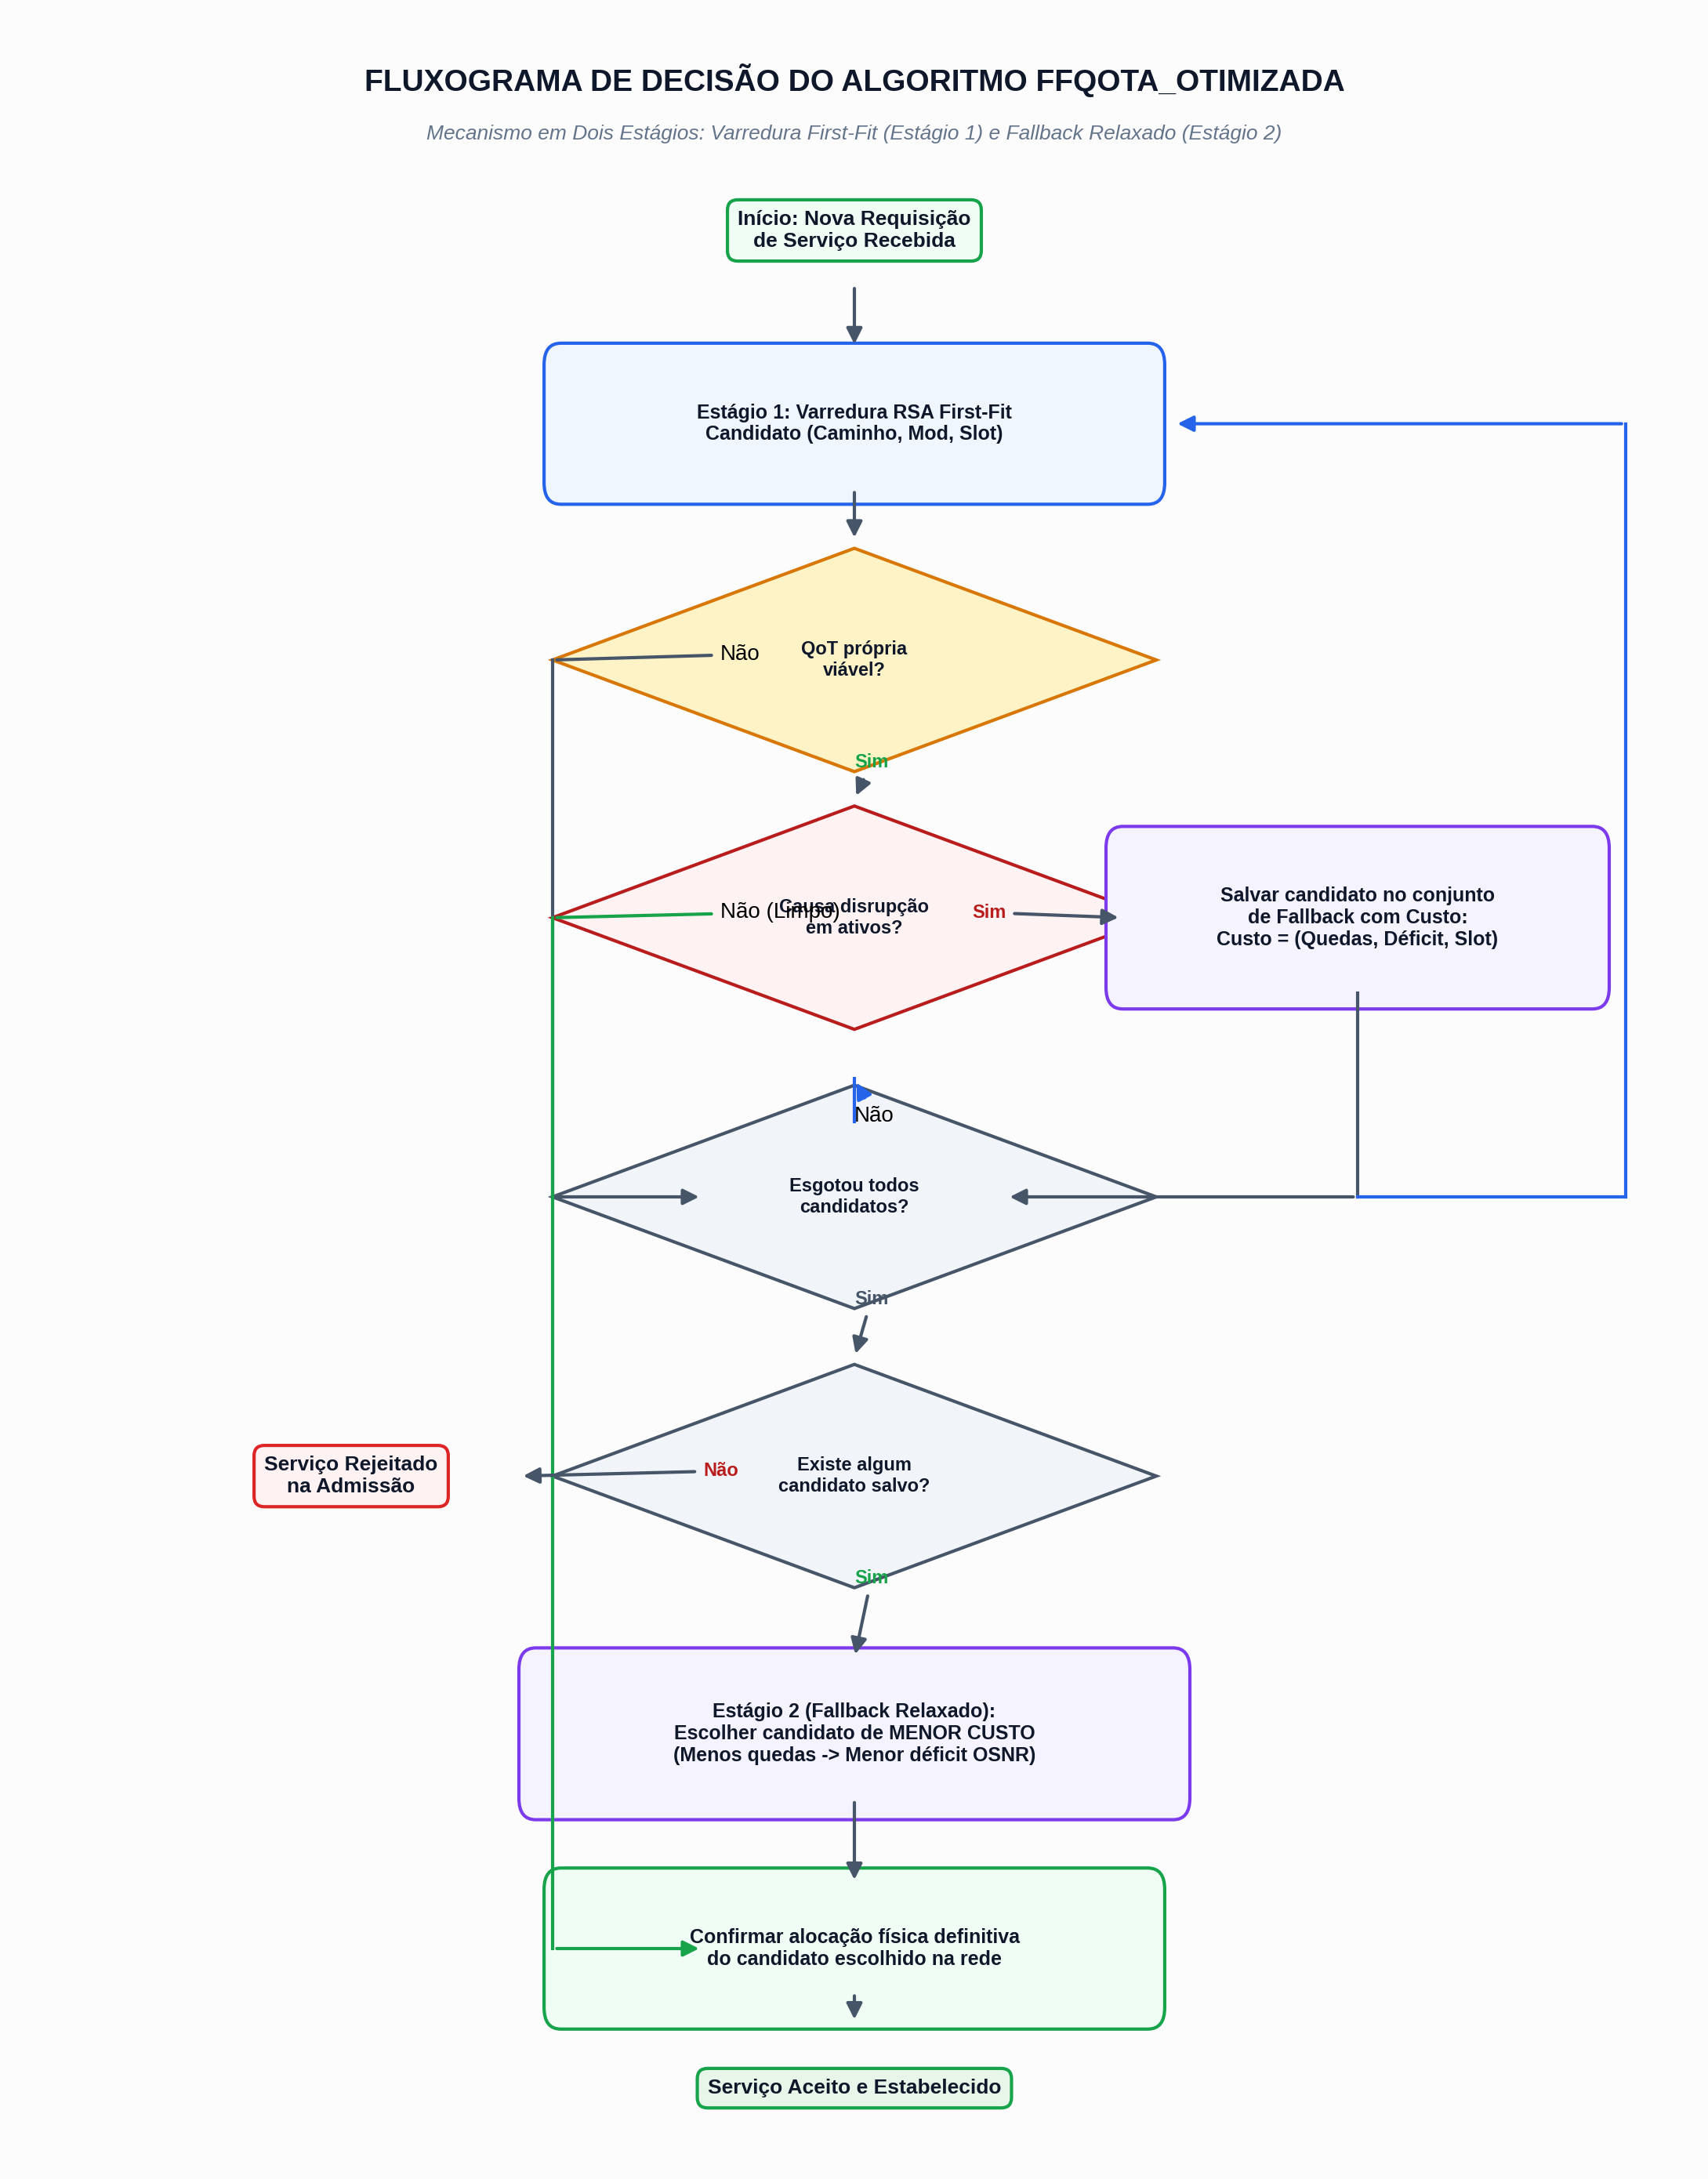 FLUXOGRAMA DE DECISÃO DO ALGORITMO FFQOTA_OTIMIZADA
Mecanismo em Dois Estágios: Varredura First-Fit (Estágio 1) e Fallback Relaxado (Estágio 2)
Início: Nova Requisição
de Serviço Recebida
Estágio 1: Varredura RSA First-Fit
Candidato (Caminho, Mod, Slot)
Não
QoT própria
viável?
Sim
Não (Limpo)
Causa disrupção
em ativos?
Sim
Salvar candidato no conjunto
de Fallback com Custo:
Custo = (Quedas, Déficit, Slot)
Não
Esgotou todos
candidatos?
Sim
Serviço Rejeitado
na Admissão
Não
Existe algum
candidato salvo?
Sim
Estágio 2 (Fallback Relaxado):
Escolher candidato de MENOR CUSTO
(Menos quedas -> Menor déficit OSNR)
Confirmar alocação física definitiva
do candidato escolhido na rede
Serviço Aceito e Estabelecido